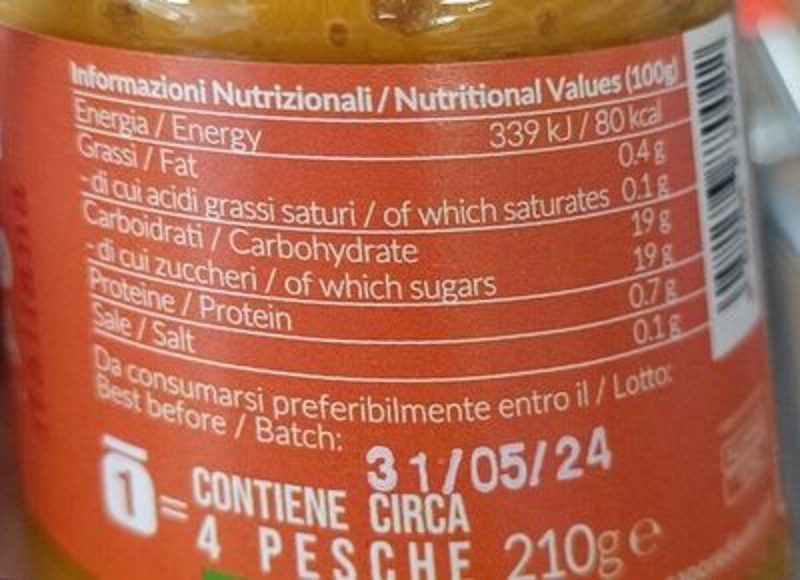 Informazioni Nutrizionali / Nutritional Values (100g)
Energia / Energy 339 kJ / 80 kcal
Grassi / Fat 0.4 g
- di cui acidi grassi saturi / of which saturates 0.1 g
Carboidrati / Carbohydrate 19 g
- di cui zuccheri / of which sugars 19 g
Proteine / Protein 0.7 g
Sale / Salt 0.1 g
Da consumarsi preferibilmente entro il / Lotto:
Best before / Batch:
31/05/24
1 = CONTIENE CIRCA
4 PESCHE 210g e